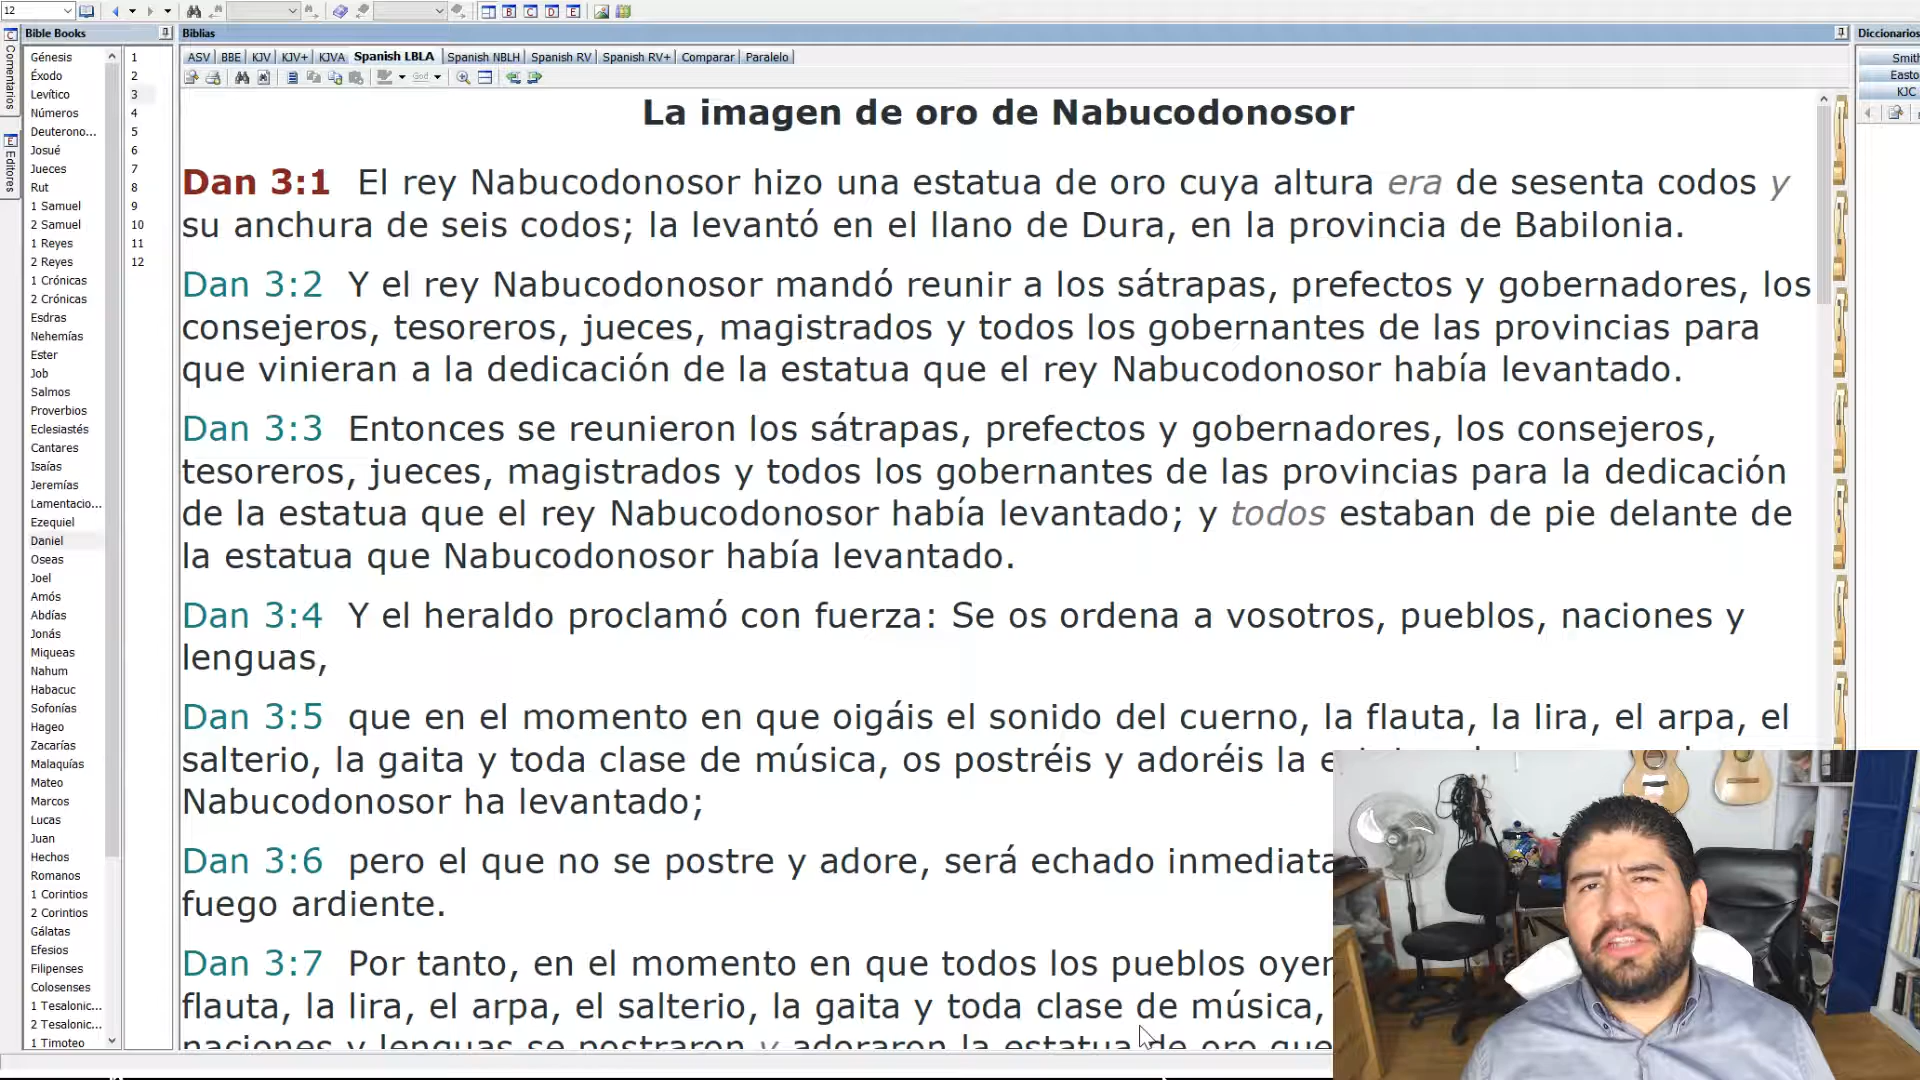 12
Bible Books
Biblias
Diccionarios
Comentarios
Editores
ASV BBE KJV KJV+ KJVA Spanish LBLA Spanish NBLH Spanish RV Spanish RV+ Comparar Paralelo
Génesis
Éxodo
Levítico
Números
Deuterono...
Josué
Jueces
Rut
1 Samuel
2 Samuel
1 Reyes
2 Reyes
1 Crónicas
2 Crónicas
Esdras
Nehemías
Ester
Job
Salmos
Proverbios
Eclesiastés
Cantares
Isaías
Jeremías
Lamentacio...
Ezequiel
Daniel
Oseas
Joel
Amós
Abdías
Jonás
Miqueas
Nahum
Habacuc
Sofonías
Hageo
Zacarías
Malaquías
Mateo
Marcos
Lucas
Juan
Hechos
Romanos
1 Corintios
2 Corintios
Gálatas
Efesios
Filipenses
Colosenses
1 Tesalonic...
2 Tesalonic...
1 Timoteo
1
2
3
4
5
6
7
8
9
10
11
12
La imagen de oro de Nabucodonosor
Dan 3:1 El rey Nabucodonosor hizo una estatua de oro cuya altura era de sesenta codos y
su anchura de seis codos; la levantó en el llano de Dura, en la provincia de Babilonia.
Dan 3:2 Y el rey Nabucodonosor mandó reunir a los sátrapas, prefectos y gobernadores, los
consejeros, tesoreros, jueces, magistrados y todos los gobernantes de las provincias para
que vinieran a la dedicación de la estatua que el rey Nabucodonosor había levantado.
Dan 3:3 Entonces se reunieron los sátrapas, prefectos y gobernadores, los consejeros,
tesoreros, jueces, magistrados y todos los gobernantes de las provincias para la dedicación
de la estatua que el rey Nabucodonosor había levantado; y todos estaban de pie delante de
la estatua que Nabucodonosor había levantado.
Dan 3:4 Y el heraldo proclamó con fuerza: Se os ordena a vosotros, pueblos, naciones y
lenguas,
Dan 3:5 que en el momento en que oigáis el sonido del cuerno, la flauta, la lira, el arpa, el
salterio, la gaita y toda clase de música, os postréis y adoréis la
Nabucodonosor ha levantado;
Dan 3:6 pero el que no se postre y adore, será echado inmediata
fuego ardiente.
Dan 3:7 Por tanto, en el momento en que todos los pueblos oyer
flauta, la lira, el arpa, el salterio, la gaita y toda clase de música,
naciones y lenguas se postraron y adoraron la estatua de oro que
Smith
Easto
KJC